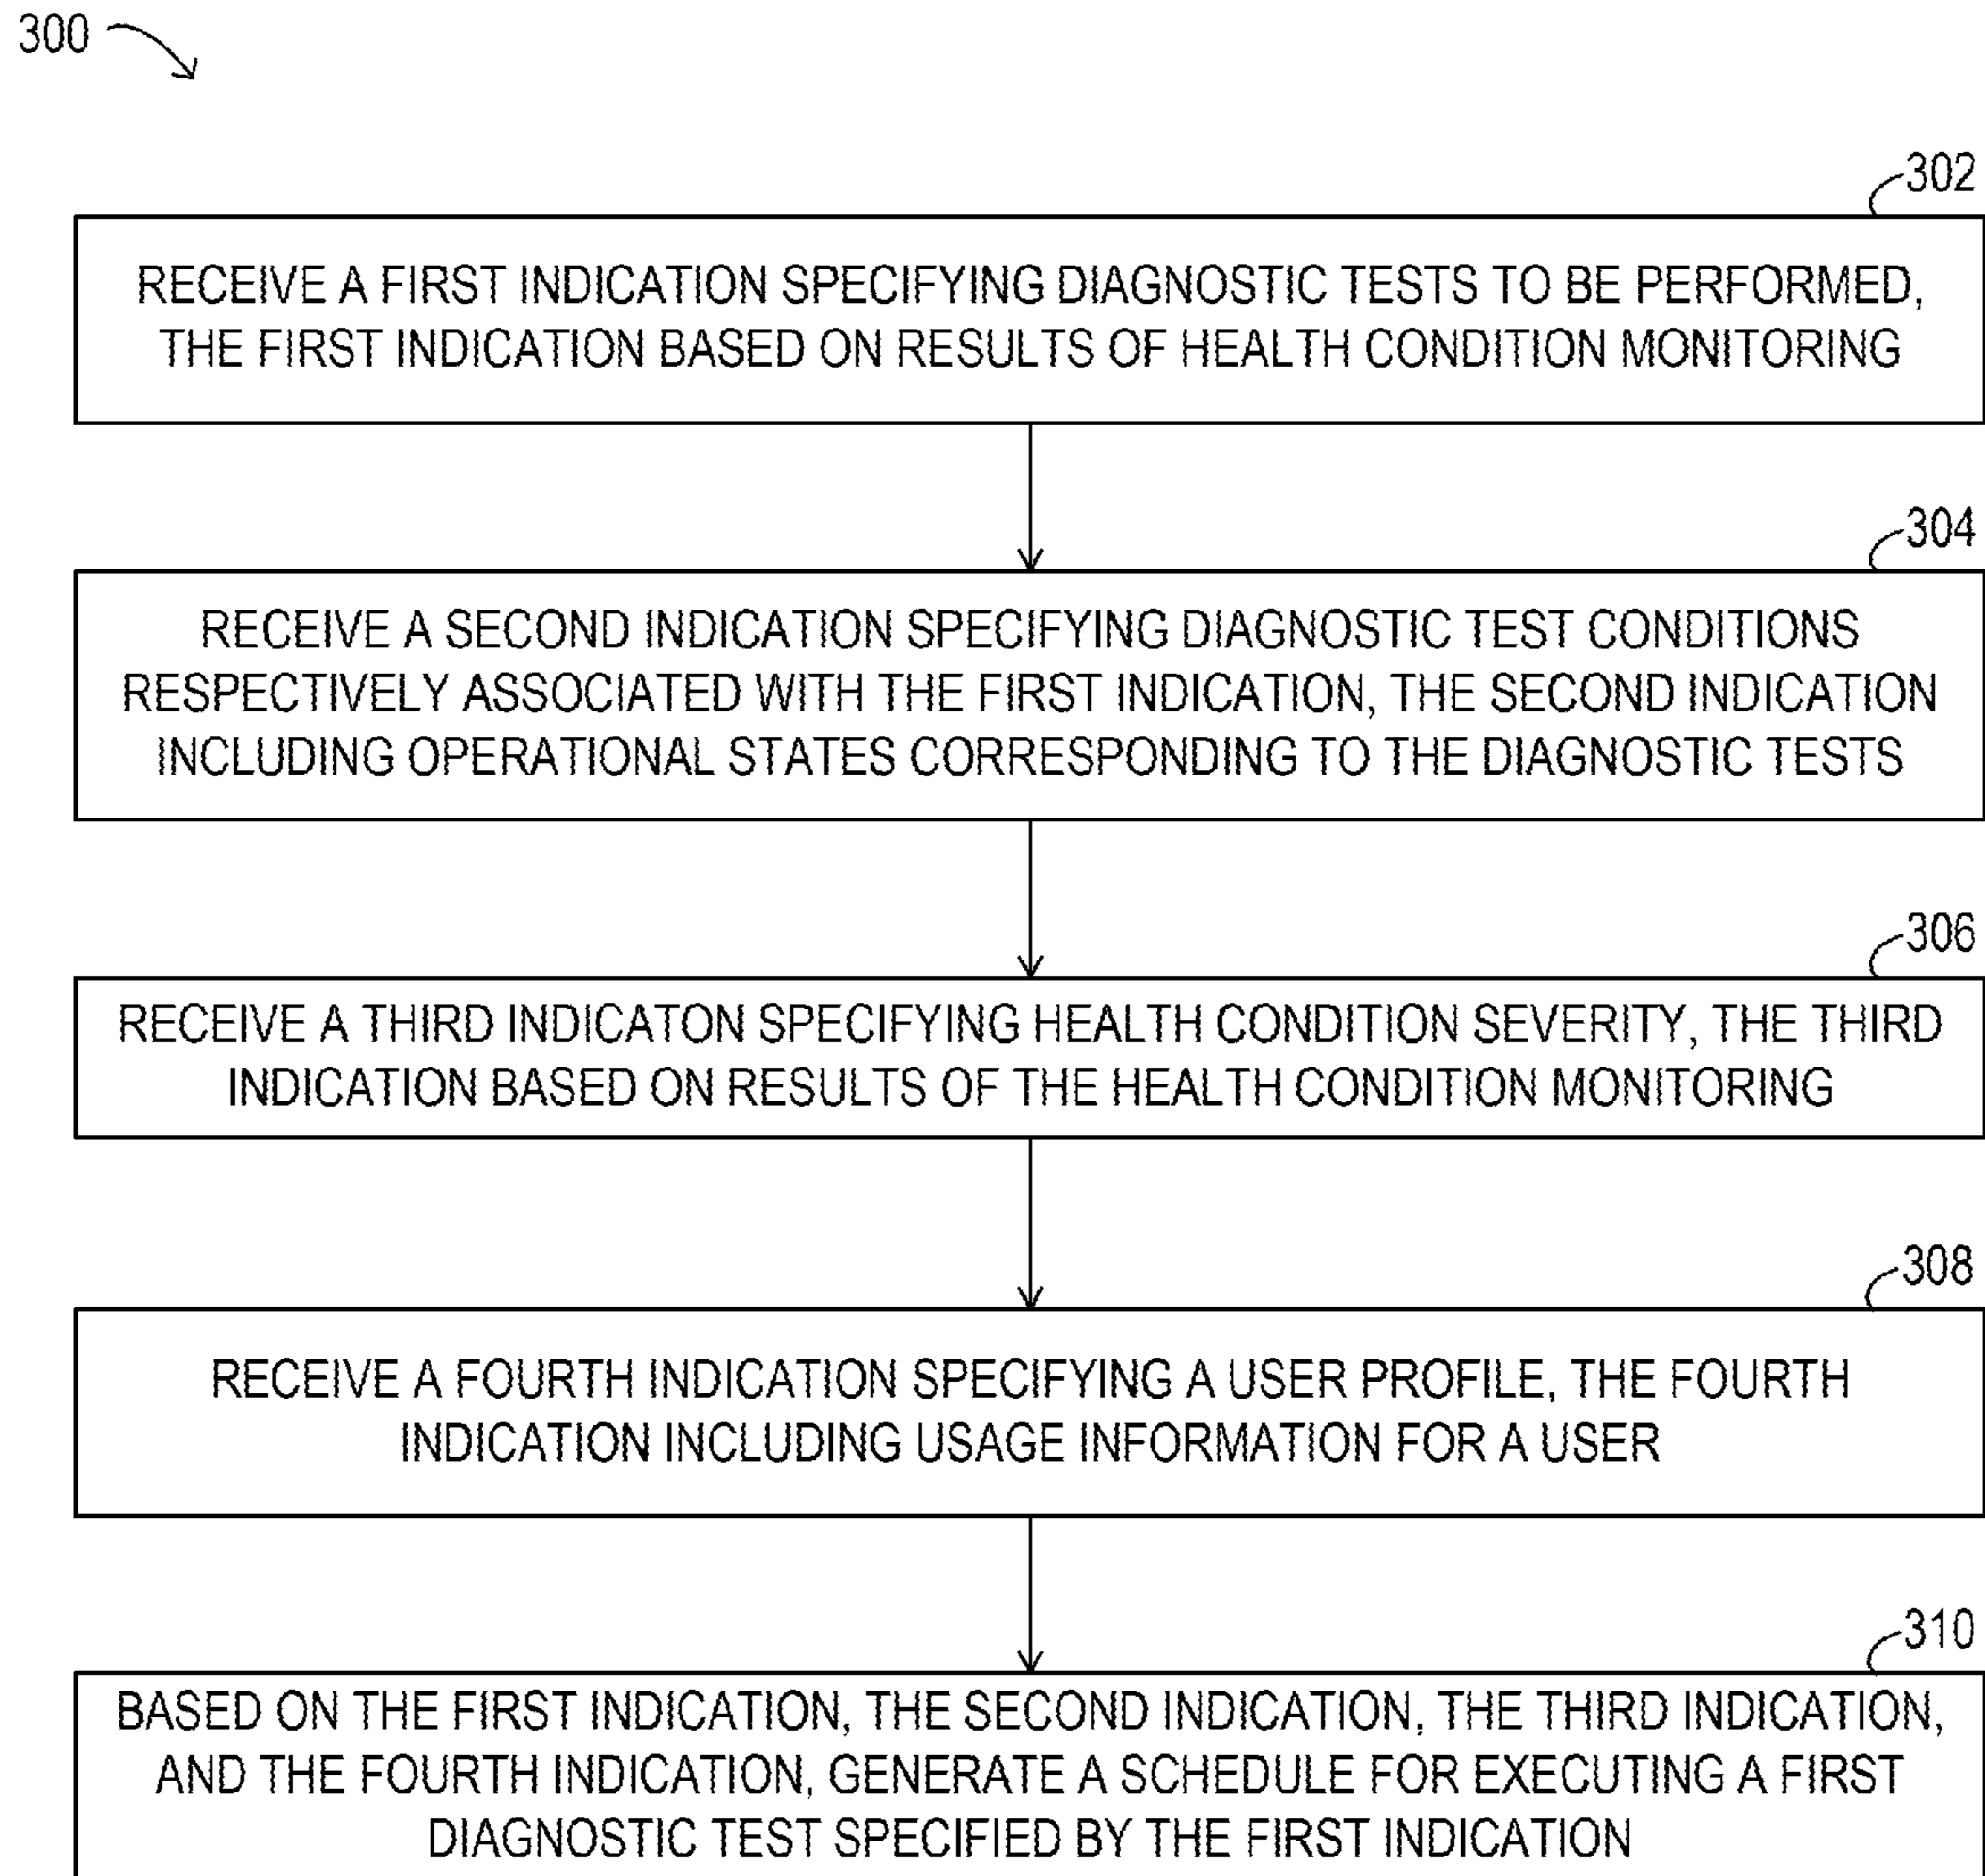 300
302
RECEIVE A FIRST INDICATION SPECIFYING DIAGNOSTIC TESTS TO BE PERFORMED,
THE FIRST INDICATION BASED ON RESULTS OF HEALTH CONDITION MONITORING
304
RECEIVE A SECOND INDICATION SPECIFYING DIAGNOSTIC TEST CONDITIONS
RESPECTIVELY ASSOCIATED WITH THE FIRST INDICATION, THE SECOND INDICATION
INCLUDING OPERATIONAL STATES CORRESPONDING TO THE DIAGNOSTIC TESTS
306
RECEIVE A THIRD INDICATON SPECIFYING HEALTH CONDITION SEVERITY, THE THIRD
INDICATION BASED ON RESULTS OF THE HEALTH CONDITION MONITORING
308
RECEIVE A FOURTH INDICATION SPECIFYING A USER PROFILE, THE FOURTH
INDICATION INCLUDING USAGE INFORMATION FOR A USER
310
BASED ON THE FIRST INDICATION, THE SECOND INDICATION, THE THIRD INDICATION,
AND THE FOURTH INDICATION, GENERATE A SCHEDULE FOR EXECUTING A FIRST
DIAGNOSTIC TEST SPECIFIED BY THE FIRST INDICATION